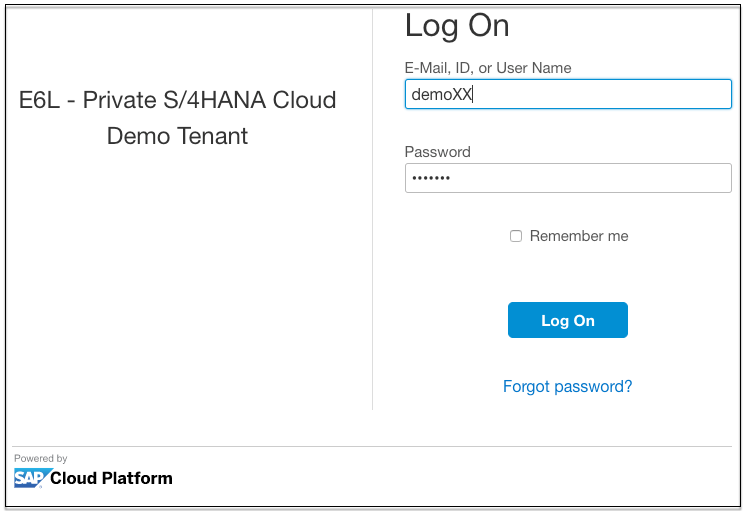 E6L - Private S/4HANA Cloud
Demo Tenant
Log On
E-Mail, ID, or User Name
demoXX
Password
•••••••
Remember me
Log On
Forgot password?
Powered by
SAP Cloud Platform